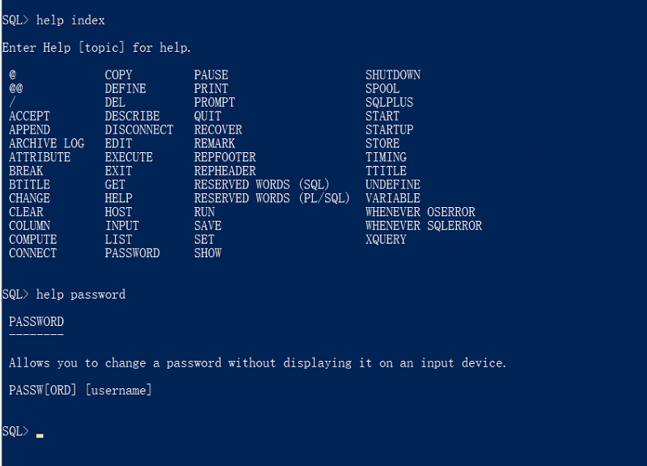 SQL> help index
Enter Help [topic] for help.
@ COPY PAUSE SHUTDOWN
@@ DEFINE PRINT SPOOL
/ DEL PROMPT SQLPLUS
ACCEPT DESCRIBE QUIT START
APPEND DISCONNECT RECOVER STARTUP
ARCHIVE LOG EDIT REMARK STORE
ATTRIBUTE EXECUTE REPFOOTER TIMING
BREAK EXIT REPHEADER TTITLE
BTITLE GET RESERVED WORDS (SQL) UNDEFINE
CHANGE HELP RESERVED WORDS (PL/SQL) VARIABLE
CLEAR HOST RUN WHENEVER OSERROR
COLUMN INPUT SAVE WHENEVER SQLERROR
COMPUTE LIST SET XQUERY
CONNECT PASSWORD SHOW
SQL> help password
PASSWORD
--------
Allows you to change a password without displaying it on an input device.
PASSW[ORD] [username]
SQL>